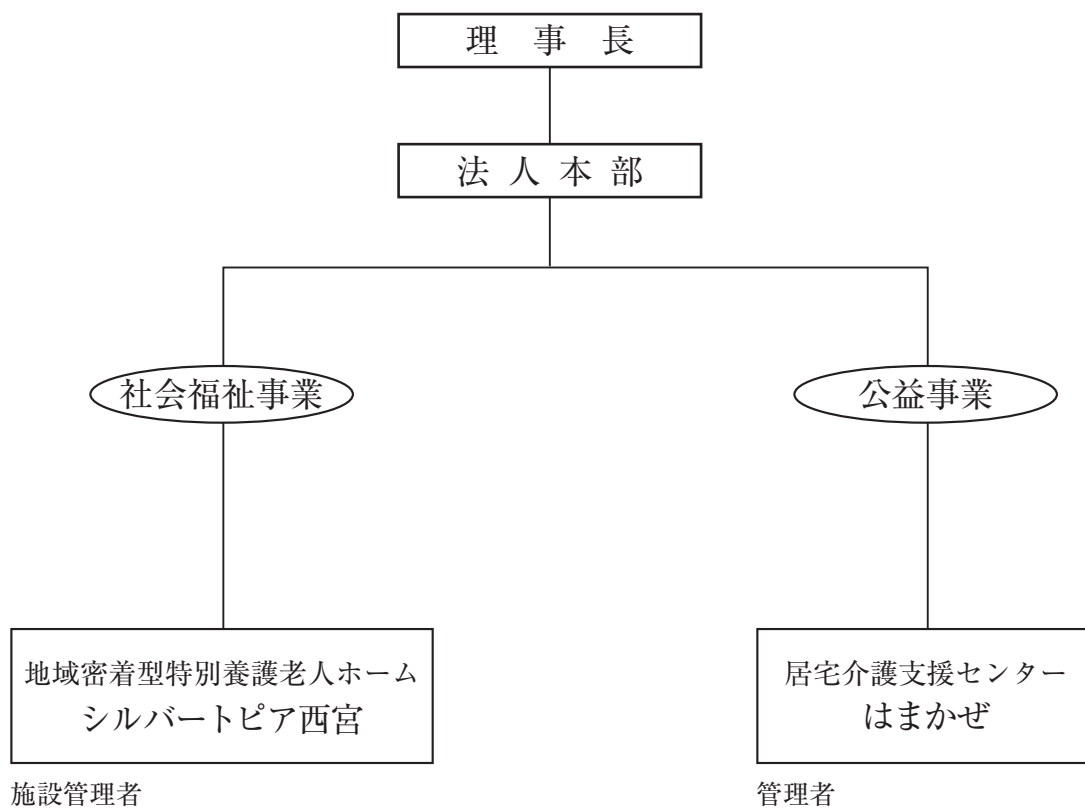 理事長
法人本部
社会福祉事業
公益事業
地域密着型特別養護老人ホーム
シルバートピア西宮
施設管理者
居宅介護支援センター
はまかぜ
管理者